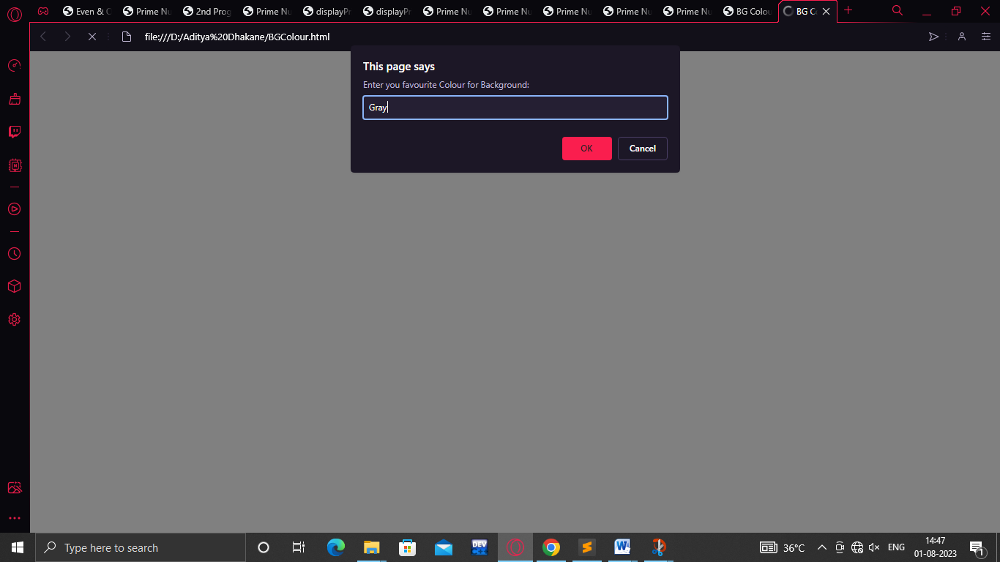 Even & C
Prime Nu
2nd Prog
Prime Nu
displayPr
displayPr
Prime Nu
Prime Nu
Prime Nu
Prime Nu
Prime Nu
BG Colou
BG Co
file:///D:/Aditya%20Dhakane/BGColour.html
This page says
Enter you favourite Colour for Background:
Gray
OK
Cancel
Type here to search
DEV
C++
W
36°C
ENG
14:47
01-08-2023
1